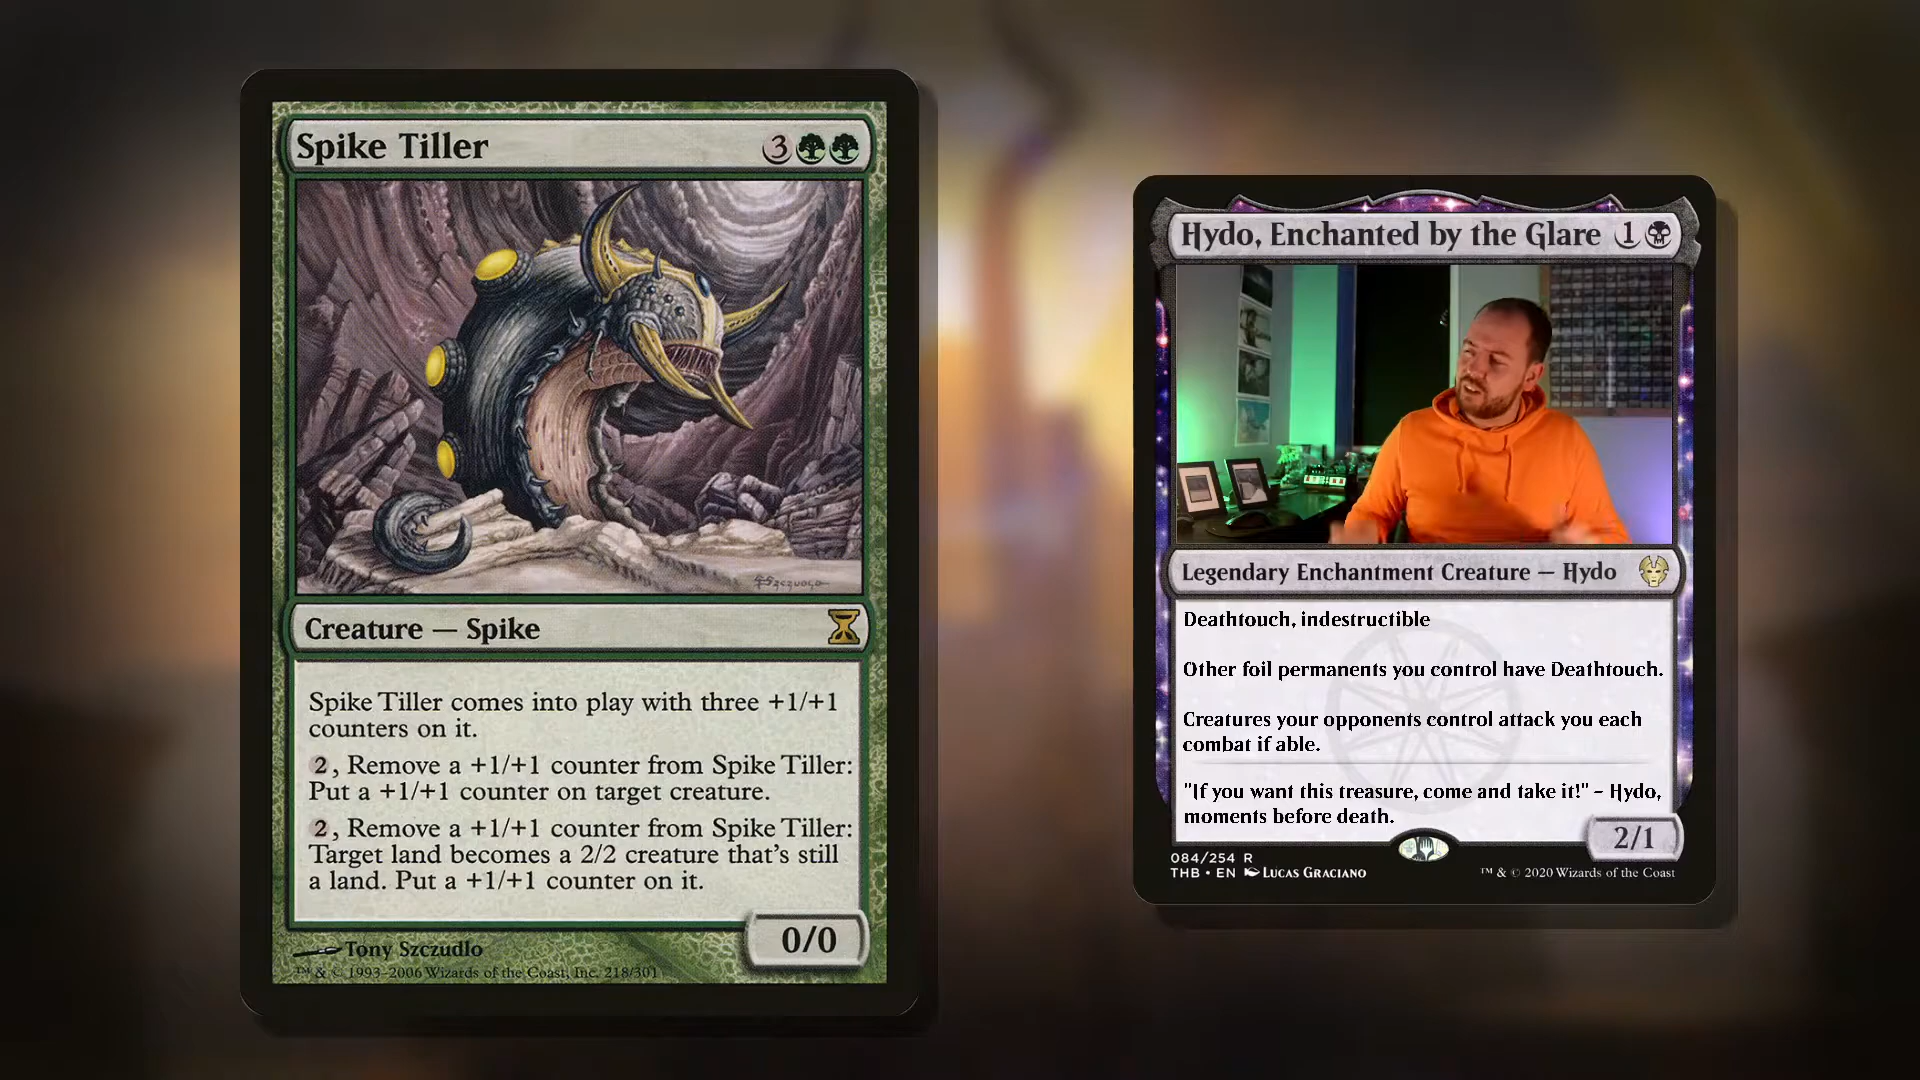 Spike Tiller 3
Creature — Spike
Spike Tiller comes into play with three +1/+1
counters on it.
2, Remove a +1/+1 counter from Spike Tiller:
Put a +1/+1 counter on target creature.
2, Remove a +1/+1 counter from Spike Tiller:
Target land becomes a 2/2 creature that's still
a land. Put a +1/+1 counter on it.
0/0
Tony Szczudlo
™ & © 1993–2006 Wizards of the Coast, Inc. 218/301
Hydo, Enchanted by the Glare 1
Legendary Enchantment Creature — Hydo
Deathtouch, indestructible
Other foil permanents you control have Deathtouch.
Creatures your opponents control attack you each
combat if able.
"If you want this treasure, come and take it!" – Hydo,
moments before death.
2/1
084/254 R
THB • EN Lucas Graciano
™ & © 2020 Wizards of the Coast